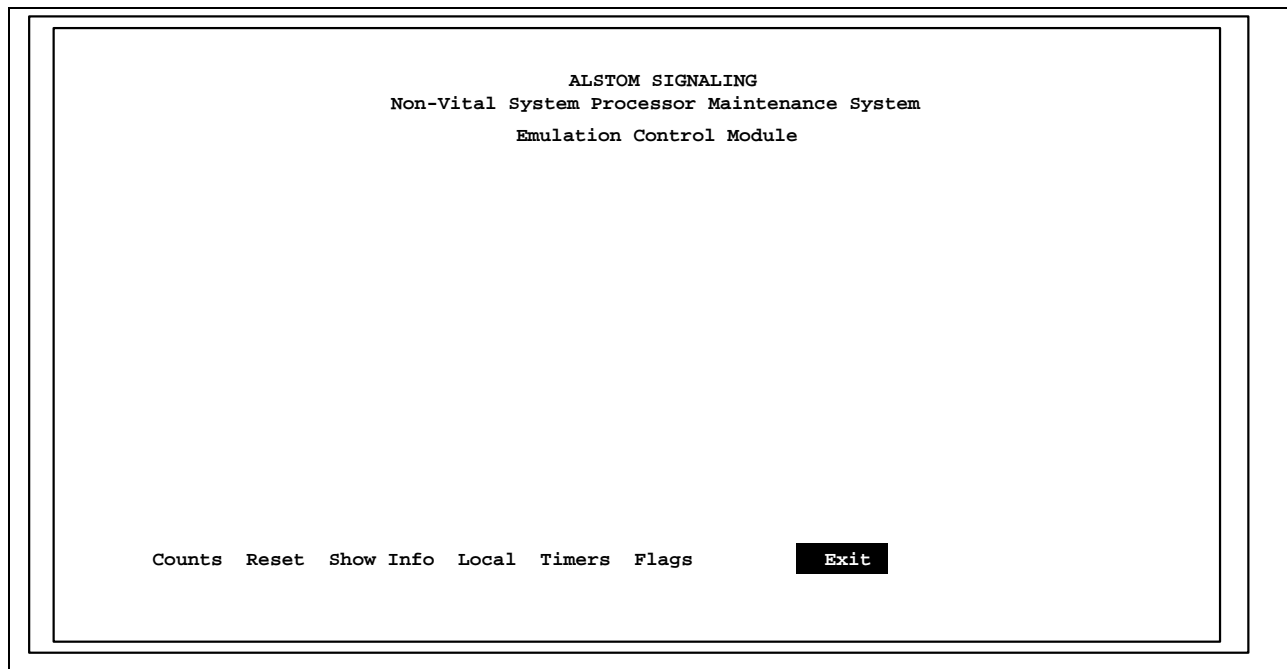 ALSTOM SIGNALING
Non-Vital System Processor Maintenance System
Emulation Control Module
Counts Reset Show Info Local Timers Flags Exit